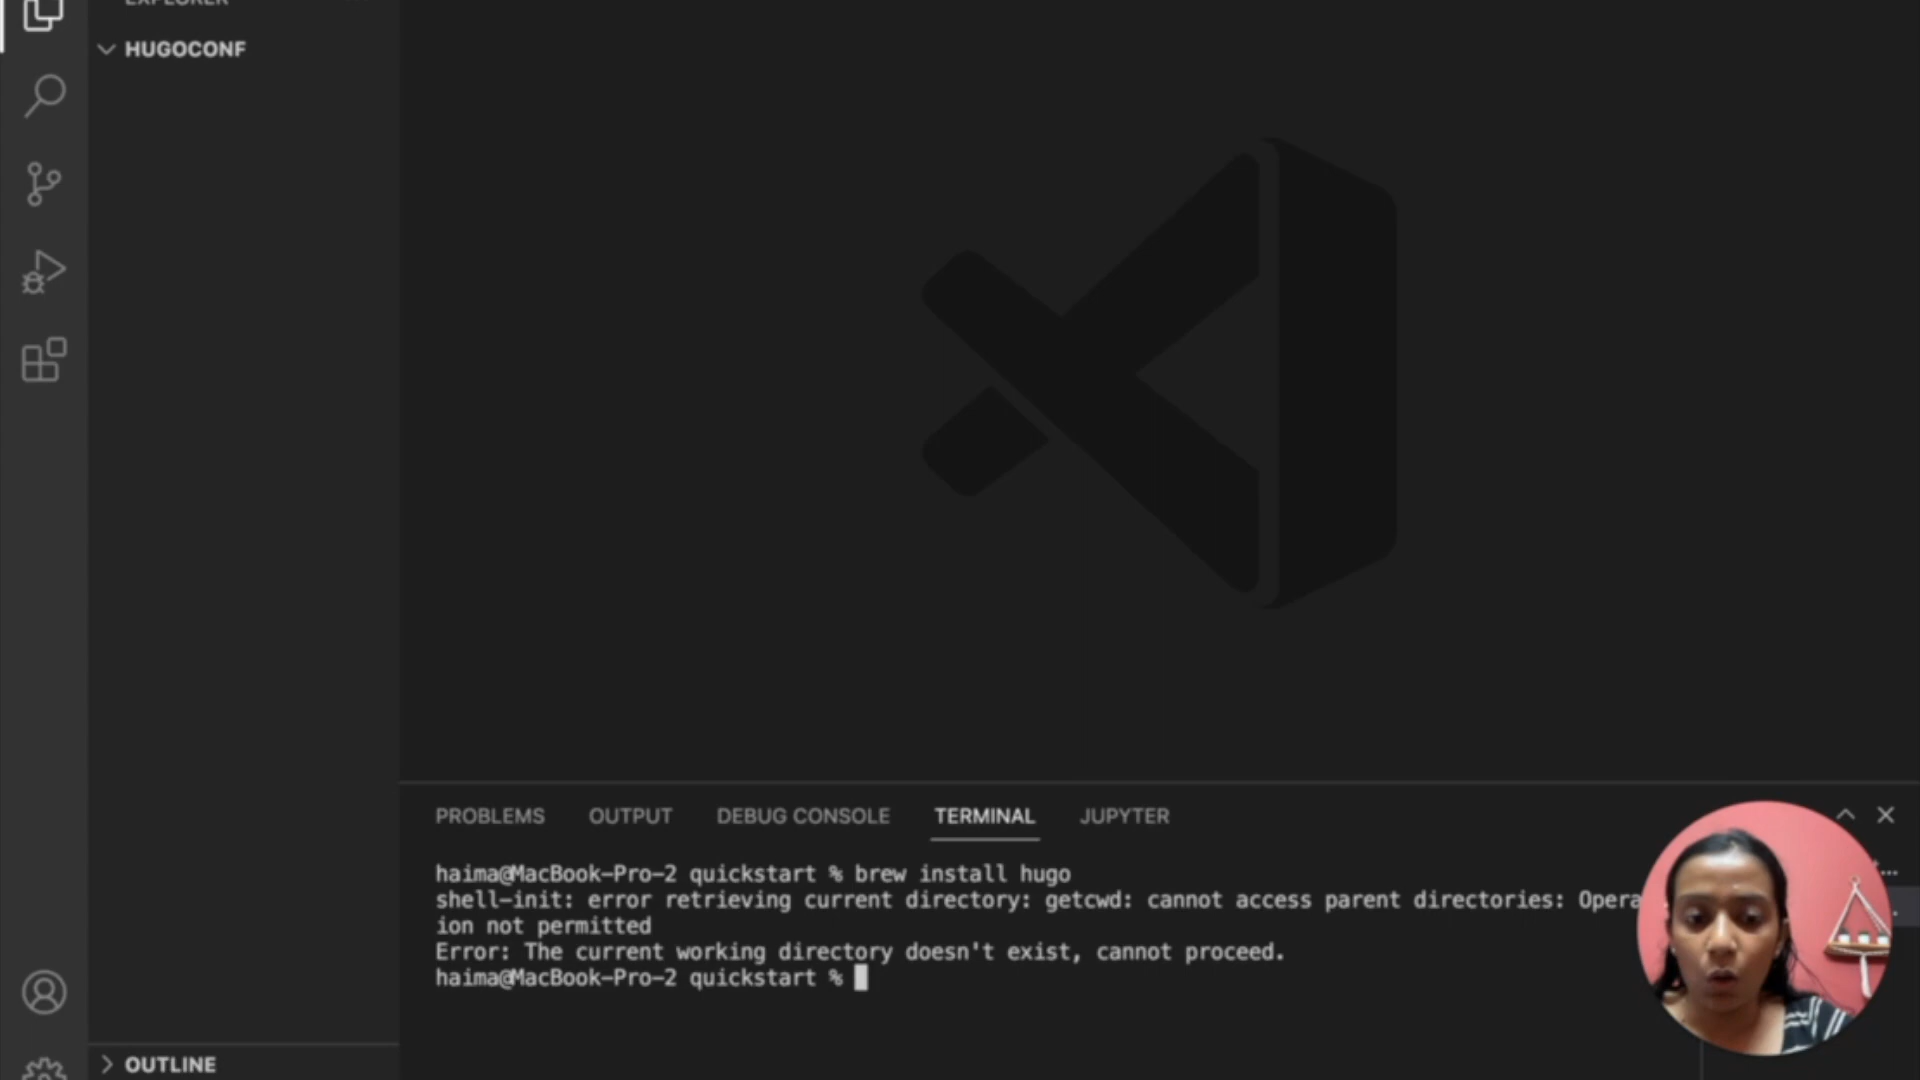 EXPLORER
HUGOCONF
PROBLEMS OUTPUT DEBUG CONSOLE TERMINAL JUPYTER
haima@MacBook-Pro-2 quickstart % brew install hugo
shell-init: error retrieving current directory: getcwd: cannot access parent directories: Opera
ion not permitted
Error: The current working directory doesn't exist, cannot proceed.
haima@MacBook-Pro-2 quickstart %
OUTLINE